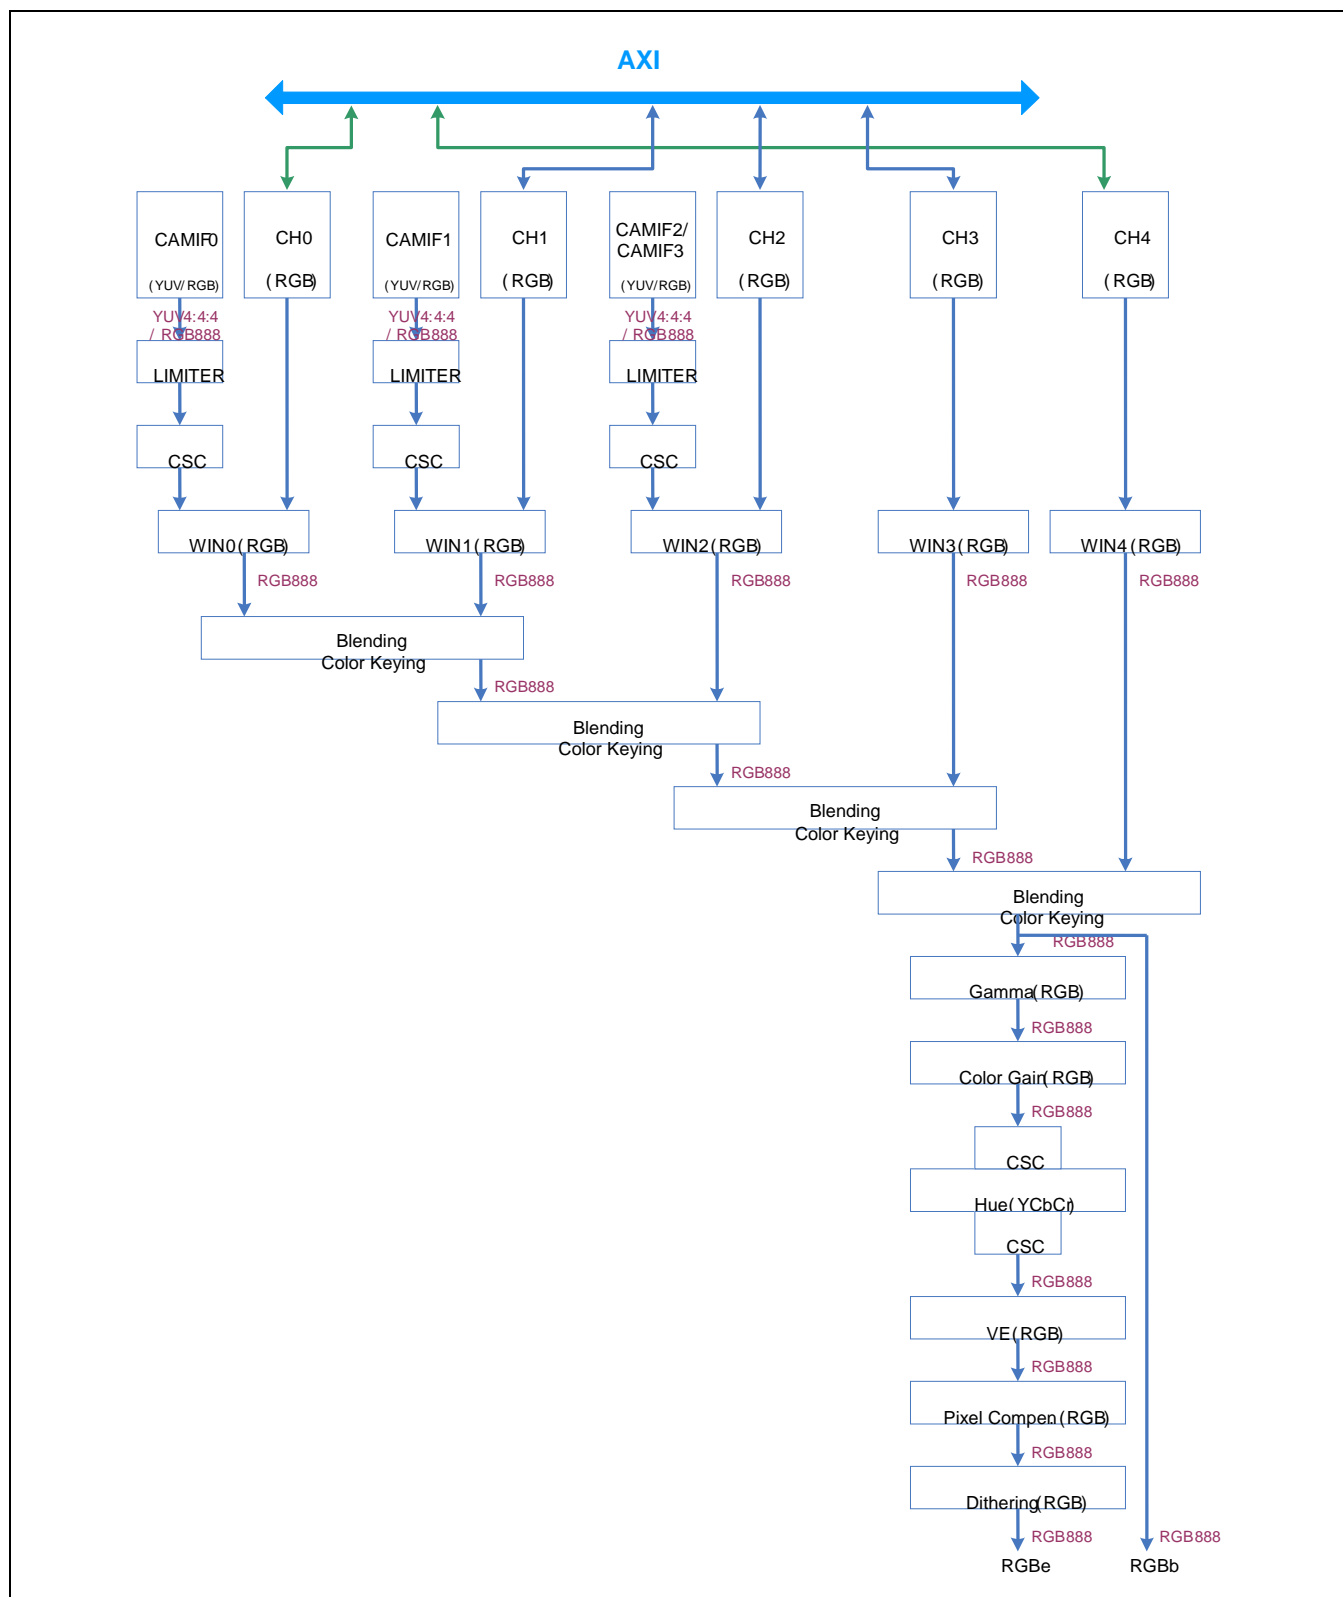 AXI
CAMIF0
(YUV/RGB)
CH0
(RGB)
CAMIF1
(YUV/RGB)
CH1
(RGB)
CAMIF2/
CAMIF3
(YUV/RGB)
CH2
(RGB)
CH3
(RGB)
CH4
(RGB)
YUV4:4:4
/ RGB888
YUV4:4:4
/ RGB888
YUV4:4:4
/ RGB888
LIMITER
LIMITER
LIMITER
CSC
CSC
CSC
WIN0(RGB)
WIN1(RGB)
WIN2(RGB)
WIN3(RGB)
WIN4(RGB)
RGB888
RGB888
RGB888
RGB888
RGB888
Blending
Color Keying
RGB888
Blending
Color Keying
RGB888
Blending
Color Keying
RGB888
Blending
Color Keying
RGB888
Gamma(RGB)
RGB888
Color Gain(RGB)
RGB888
CSC
Hue(YCbCr)
CSC
RGB888
VE(RGB)
RGB888
Pixel Compen.(RGB)
RGB888
Dithering(RGB)
RGB888
RGB888
RGBe
RGBb